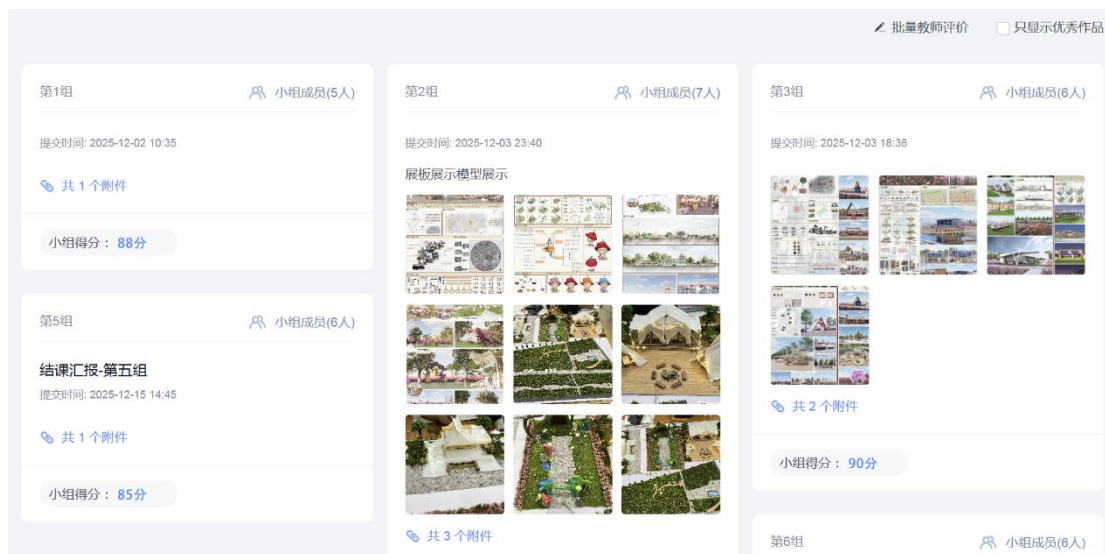 批量教师评价
只显示优秀作品
第1组
小组成员(5人)
提交时间: 2025-12-02 10:35
共 1 个附件
小组得分： 88分
第5组
小组成员(6人)
结课汇报-第五组
提交时间: 2025-12-15 14:45
共 1 个附件
小组得分： 85分
第2组
小组成员(7人)
提交时间: 2025-12-03 23:40
展板展示模型展示
共 3 个附件
第3组
小组成员(6人)
提交时间: 2025-12-03 18:38
共 2 个附件
小组得分： 90分
第6组
小组成员(6人)